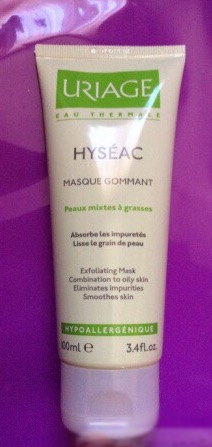 URIAGE
EAU THERMALE
HYSÉAC
MASQUE GOMMANT
Peaux mixtes à grasses
Absorbe les impuretés
Lisse le grain de peau
Exfoliating Mask
Combination to oily skin
Eliminates impurities
Smoothes skin
HYPOALLERGÉNIQUE
100ml e 3.4fl.oz.